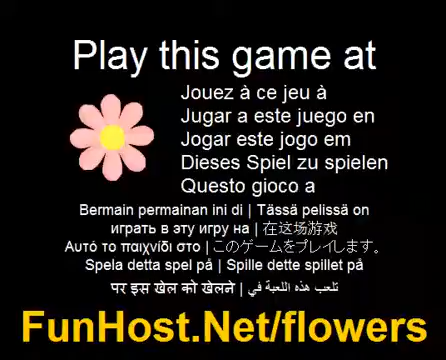 Play this game at
Jouez à ce jeu à
Jugar a este juego en
Jogar este jogo em
Dieses Spiel zu spielen
Questo gioco a
Bermain permainan ini di | Tässä pelissä on
играть в эту игру на | 在这场游戏
Αυτό το παιχνίδι στο | このゲームをプレイします。
Spela detta spel på | Spille dette spillet på
पर इस खेल को खेलने | تلعب هذه اللعبة في
FunHost.Net/flowers